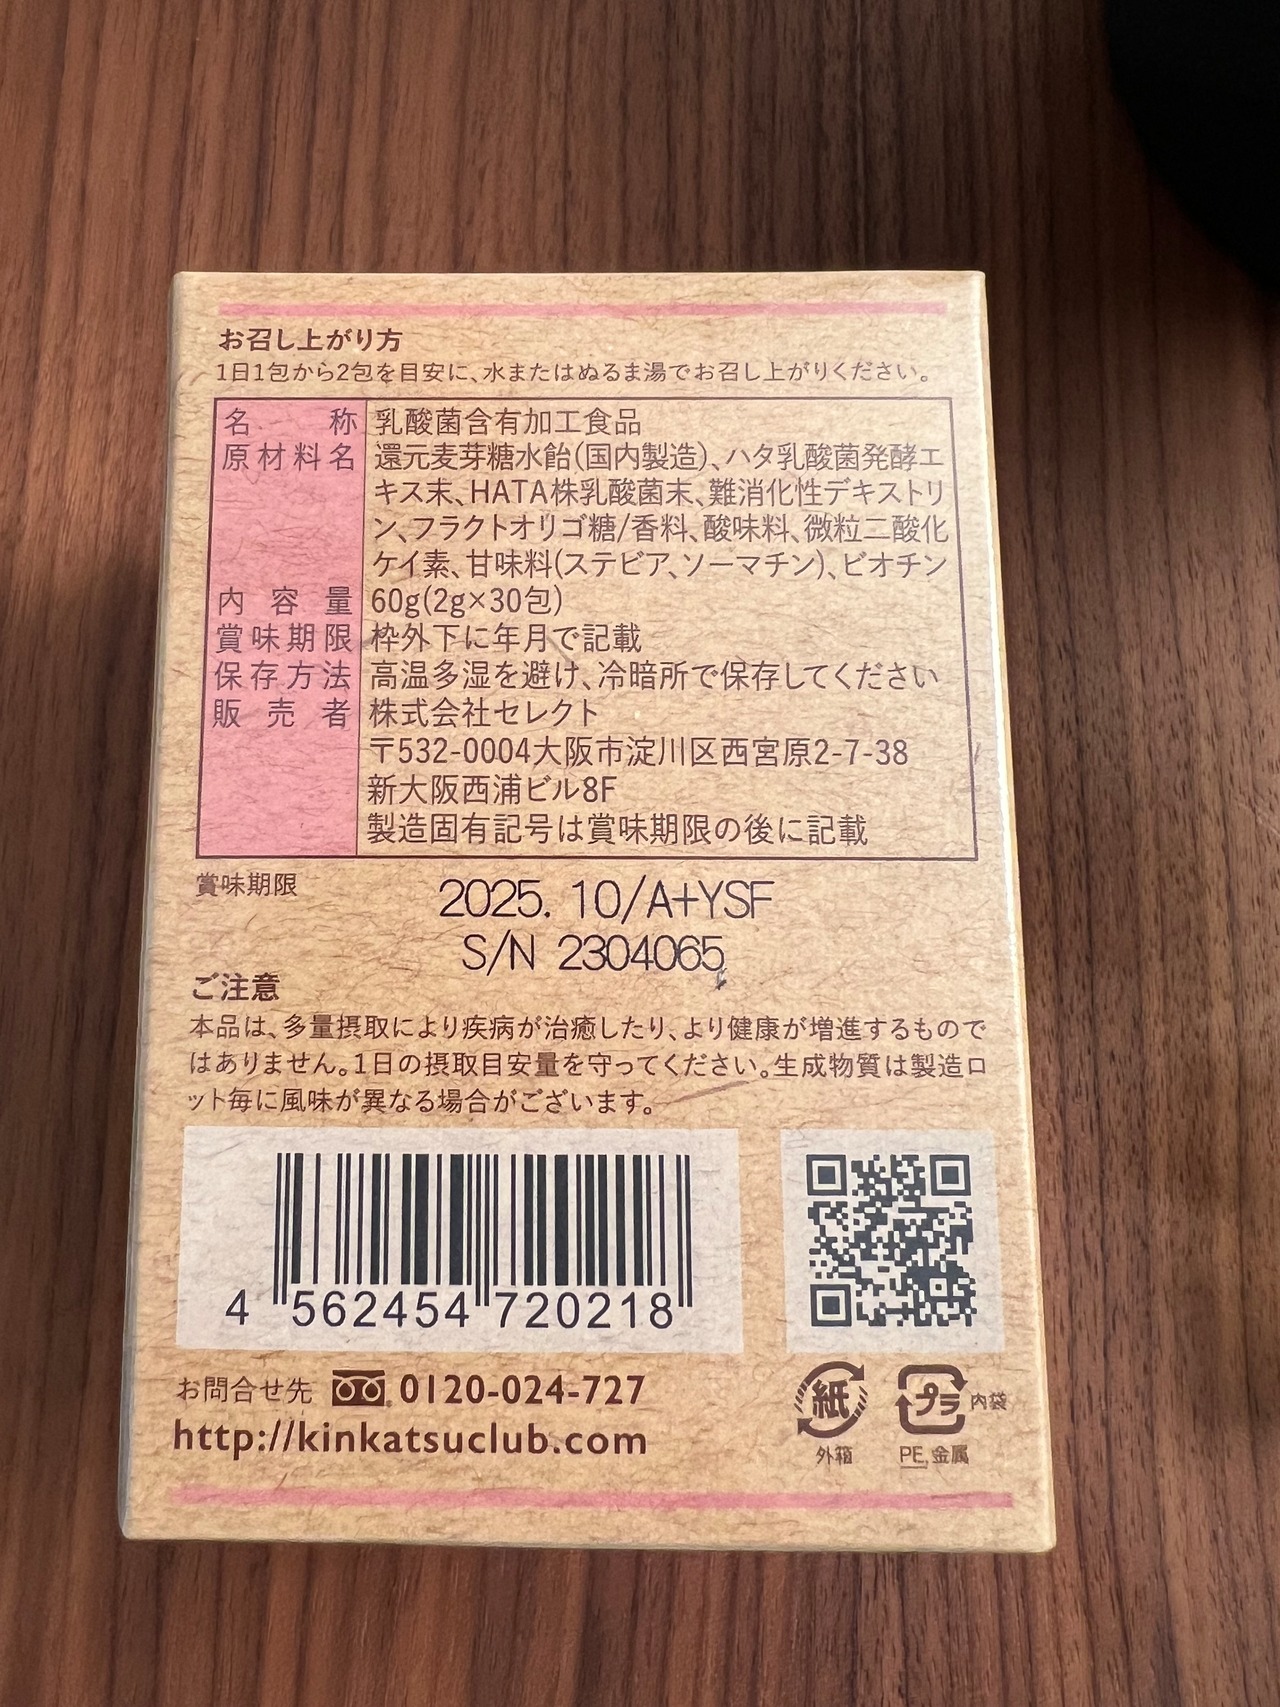 お召し上がり方
1日1包から2包を目安に、水またはぬるま湯でお召し上がりください。
名称 乳酸菌含有加工食品
原材料名 還元麦芽糖水飴(国内製造)、ハタ乳酸菌発酵エ
キス末、HATA株乳酸菌末、難消化性デキストリ
ン、フラクトオリゴ糖/香料、酸味料、微粒二酸化
ケイ素、甘味料(ステビア、ソーマチン)、ビオチン
内容量 60g(2g×30包)
賞味期限 枠外下に年月で記載
保存方法 高温多湿を避け、冷暗所で保存してください
販売者 株式会社セレクト
〒532-0004大阪市淀川区西宮原2-7-38
新大阪西浦ビル8F
製造固有記号は賞味期限の後に記載
賞味期限 2025. 10/A+YSF
S/N 2304065
ご注意
本品は、多量摂取により疾病が治癒したり、より健康が増進するもので
はありません。1日の摂取目安量を守ってください。生成物質は製造ロ
ット毎に風味が異なる場合がございます。
4 562454 720218
お問合せ先 0120-024-727
http://kinkatsuclub.com
紙
外箱
プラ
内袋
PE,金属